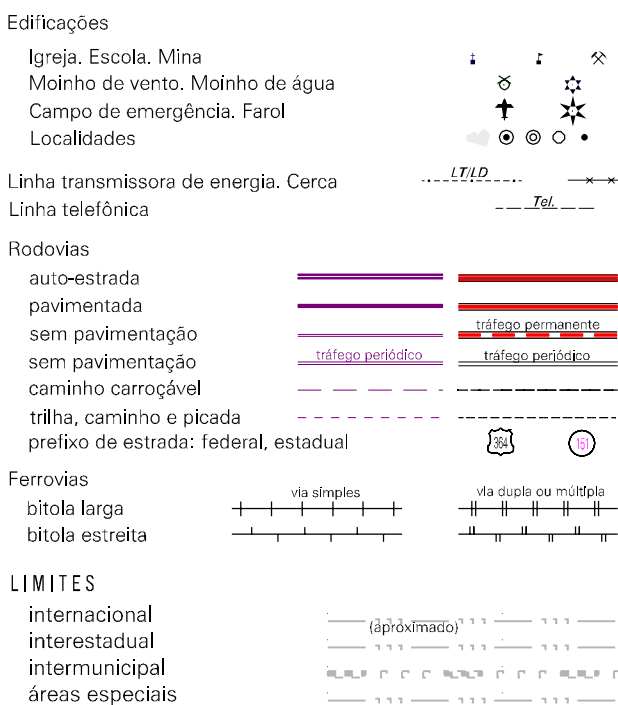 Edificações
Igreja. Escola. Mina
Moinho de vento. Moinho de água
Campo de emergência. Farol
Localidades
Linha transmissora de energia. Cerca LT/LD
Linha telefônica Tel.
Rodovias
auto-estrada
pavimentada
sem pavimentação tráfego permanente
sem pavimentação tráfego periódico tráfego periódico
caminho carroçável
trilha, caminho e picada
prefixo de estrada: federal, estadual 364 151
Ferrovias
via simples via dupla ou múltipla
bitola larga
bitola estreita
LIMITES
internacional
(aproximado)
interestadual
intermunicipal
áreas especiais